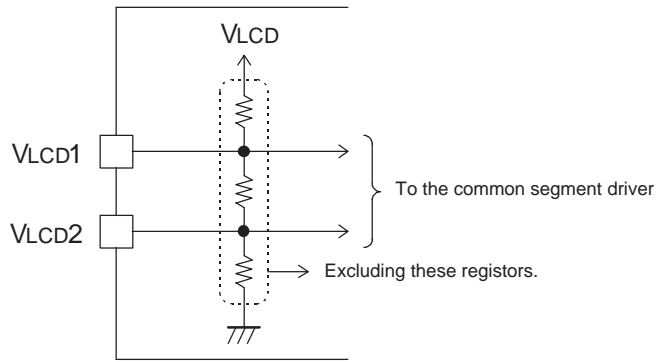 VLCD
VLCD1
To the common segment driver
VLCD2
Excluding these registors.